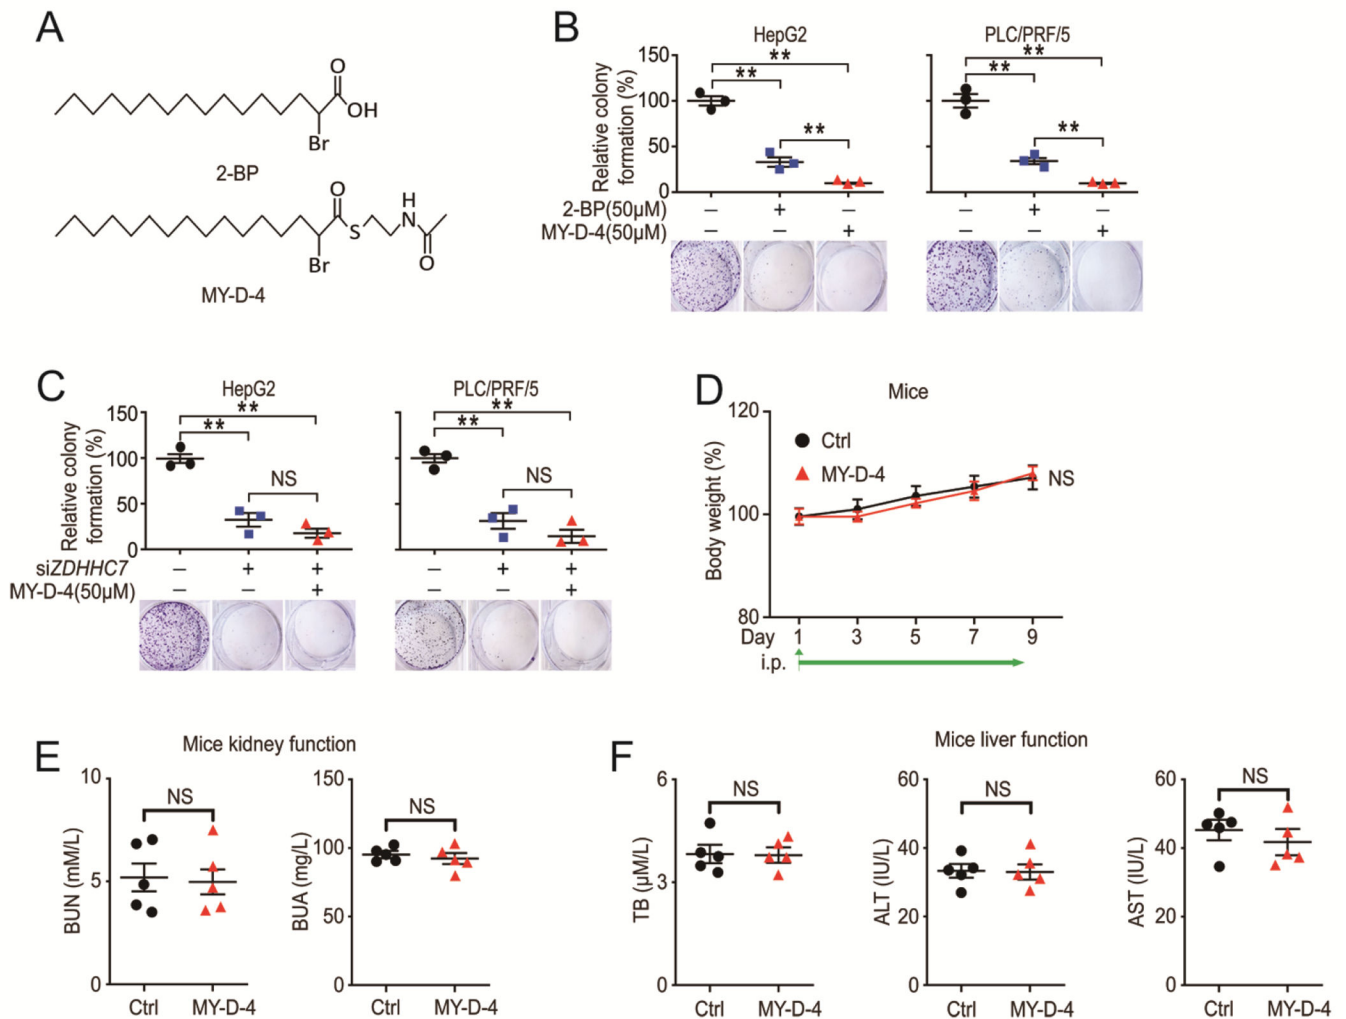 A
O
OH
Br
2-BP
O
H
N
S
Br
O
MY-D-4
B
HepG2
PLC/PRF/5
Relative colony
formation (%)
150
100
50
0
**
**
**
**
**
**
2-BP(50μM) – + – – + –
MY-D-4(50μM) – – + – – +
C
HepG2
PLC/PRF/5
Relative colony
formation (%)
150
100
50
0
**
**
NS
**
**
NS
siZDHHC7 – + + – + +
MY-D-4(50μM) – – + – – +
D
Mice
Body weight (%)
120
100
80
Ctrl
MY-D-4
NS
Day 1 3 5 7 9
i.p.
E
Mice kidney function
BUN (mM/L)
10
5
0
NS
Ctrl MY-D-4
BUA (mg/L)
150
100
50
0
NS
Ctrl MY-D-4
F
Mice liver function
TB (μM/L)
6
3
0
NS
Ctrl MY-D-4
ALT (IU/L)
60
40
20
0
NS
Ctrl MY-D-4
AST (IU/L)
60
40
20
0
NS
Ctrl MY-D-4